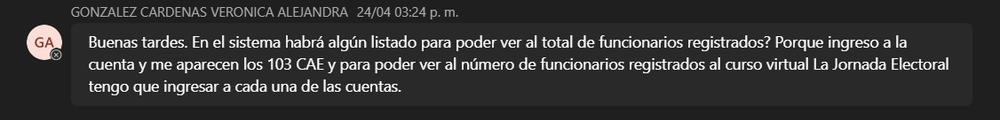 GONZALEZ CARDENAS VERONICA ALEJANDRA 24/04 03:24 p. m.
GA
Buenas tardes. En el sistema habrá algún listado para poder ver al total de funcionarios registrados? Porque ingreso a la
cuenta y me aparecen los 103 CAE y para poder ver al número de funcionarios registrados al curso virtual La Jornada Electoral
tengo que ingresar a cada una de las cuentas.